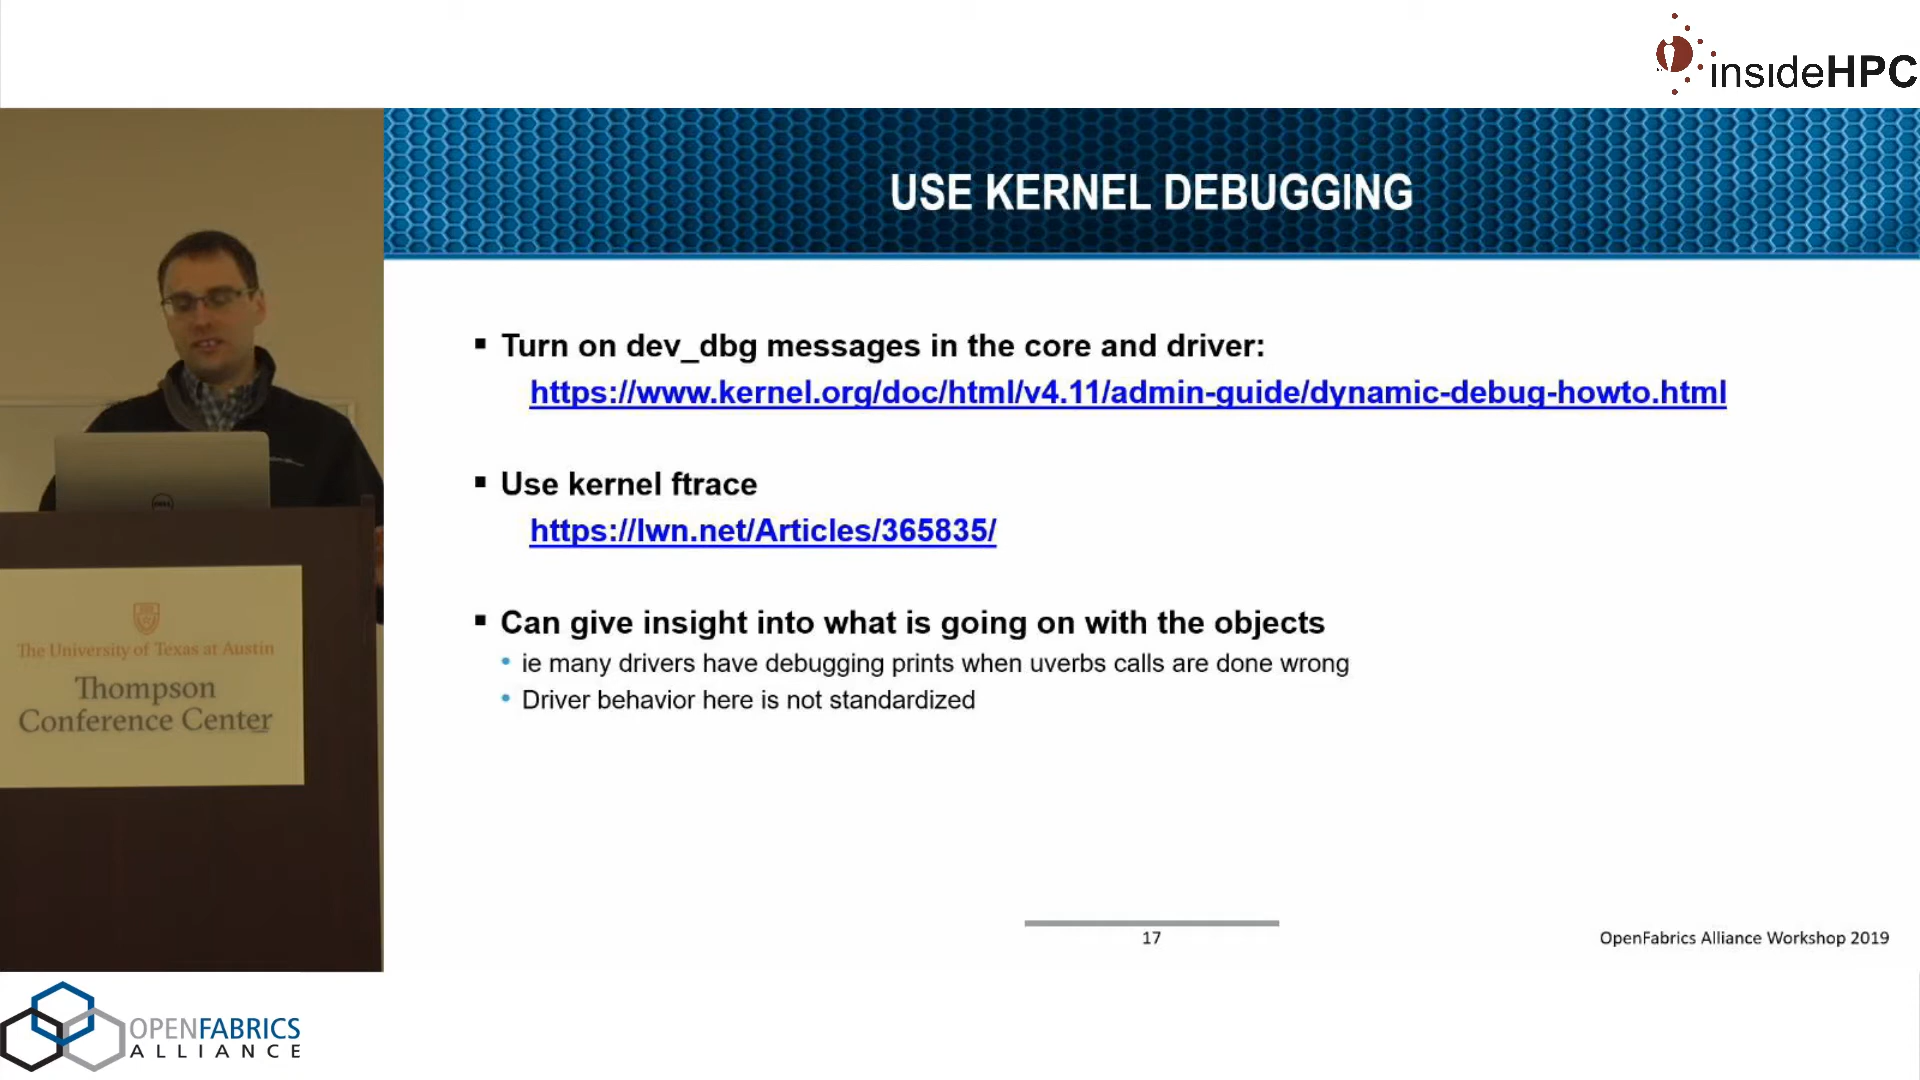 insideHPC
USE KERNEL DEBUGGING
▪ Turn on dev_dbg messages in the core and driver:
https://www.kernel.org/doc/html/v4.11/admin-guide/dynamic-debug-howto.html
▪ Use kernel ftrace
https://lwn.net/Articles/365835/
▪ Can give insight into what is going on with the objects
• ie many drivers have debugging prints when uverbs calls are done wrong
• Driver behavior here is not standardized
17
OpenFabrics Alliance Workshop 2019
DELL
The University of Texas at Austin
Thompson
Conference Center
OPENFABRICS
ALLIANCE